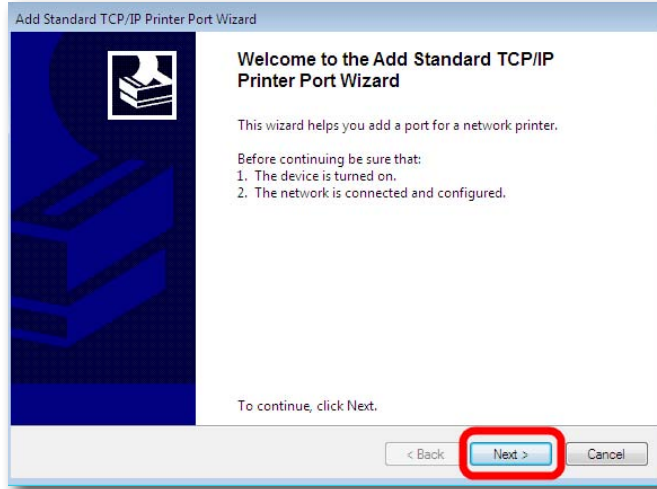 Add Standard TCP/IP Printer Port Wizard
Welcome to the Add Standard TCP/IP
Printer Port Wizard
This wizard helps you add a port for a network printer.
Before continuing be sure that:
1. The device is turned on.
2. The network is connected and configured.
To continue, click Next.
< Back Next > Cancel